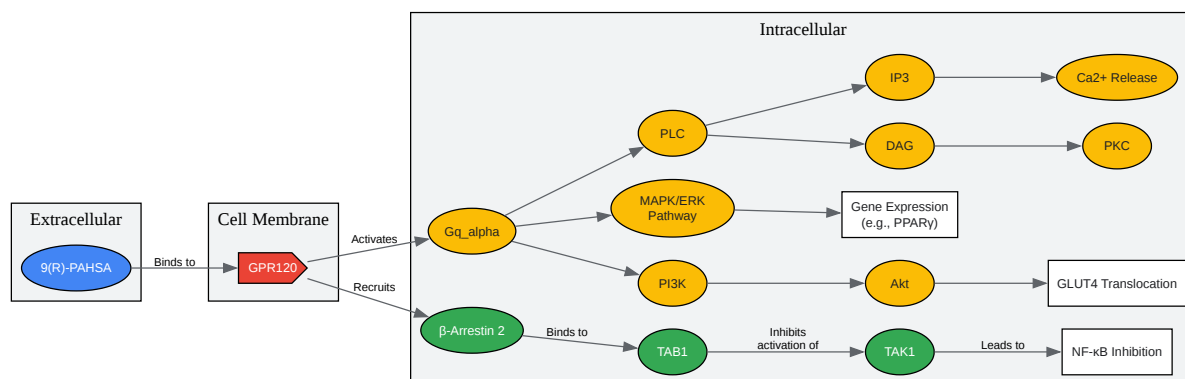 Intracellular
IP3
Ca2+ Release
PLC
DAG
PKC
Extracellular
Cell Membrane
MAPK/ERK
Pathway
Gene Expression
(e.g., PPARγ)
Activates
Gq_alpha
9(R)-PAHSA
Binds to
GPR120
Recruits
PI3K
Akt
GLUT4 Translocation
β-Arrestin 2
Binds to
TAB1
Inhibits
activation of
TAK1
Leads to
NF-κB Inhibition